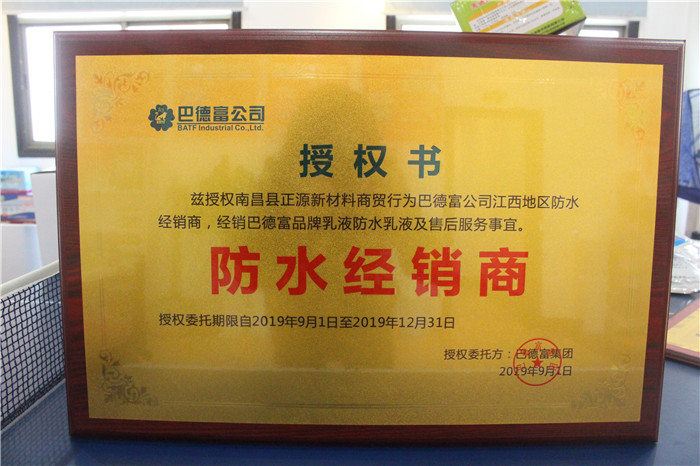 巴德富公司
BATF Industrial Co.,Ltd.
授权书
兹授权南昌县正源新材料商贸行为巴德富公司江西地区防水
经销商，经销巴德富品牌乳液防水乳液及售后服务事宜。
防水经销商
授权委托期限自2019年9月1日至2019年12月31日
授权委托方：巴德富集团
2019年9月1日